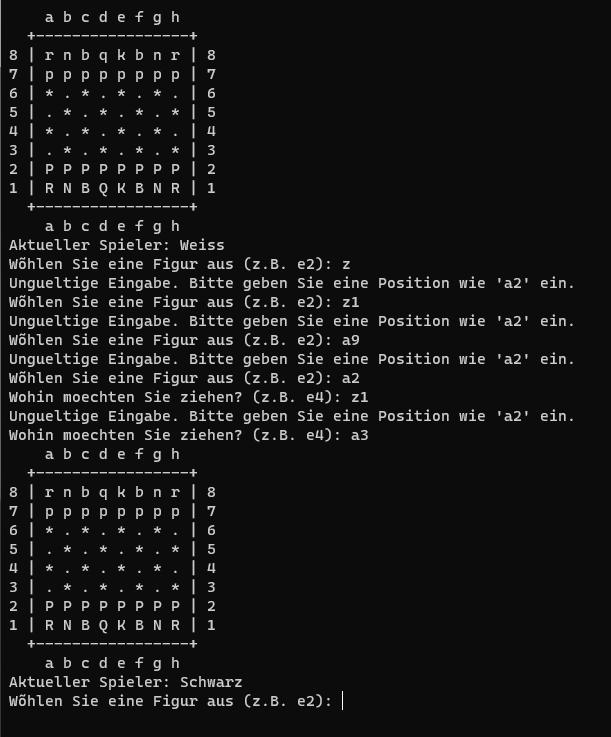 a b c d e f g h
  +-----------------+
8 | r n b q k b n r | 8
7 | p p p p p p p p | 7
6 | * . * . * . * . | 6
5 | . * . * . * . * | 5
4 | * . * . * . * . | 4
3 | . * . * . * . * | 3
2 | P P P P P P P P | 2
1 | R N B Q K B N R | 1
  +-----------------+
    a b c d e f g h
Aktueller Spieler: Weiss
Wõhlen Sie eine Figur aus (z.B. e2): z
Ungueltige Eingabe. Bitte geben Sie eine Position wie 'a2' ein.
Wõhlen Sie eine Figur aus (z.B. e2): z1
Ungueltige Eingabe. Bitte geben Sie eine Position wie 'a2' ein.
Wõhlen Sie eine Figur aus (z.B. e2): a9
Ungueltige Eingabe. Bitte geben Sie eine Position wie 'a2' ein.
Wõhlen Sie eine Figur aus (z.B. e2): a2
Wohin moechten Sie ziehen? (z.B. e4): z1
Ungueltige Eingabe. Bitte geben Sie eine Position wie 'a2' ein.
Wohin moechten Sie ziehen? (z.B. e4): a3
    a b c d e f g h
  +-----------------+
8 | r n b q k b n r | 8
7 | p p p p p p p p | 7
6 | * . * . * . * . | 6
5 | . * . * . * . * | 5
4 | * . * . * . * . | 4
3 | . * . * . * . * | 3
2 | P P P P P P P P | 2
1 | R N B Q K B N R | 1
  +-----------------+
    a b c d e f g h
Aktueller Spieler: Schwarz
Wõhlen Sie eine Figur aus (z.B. e2):